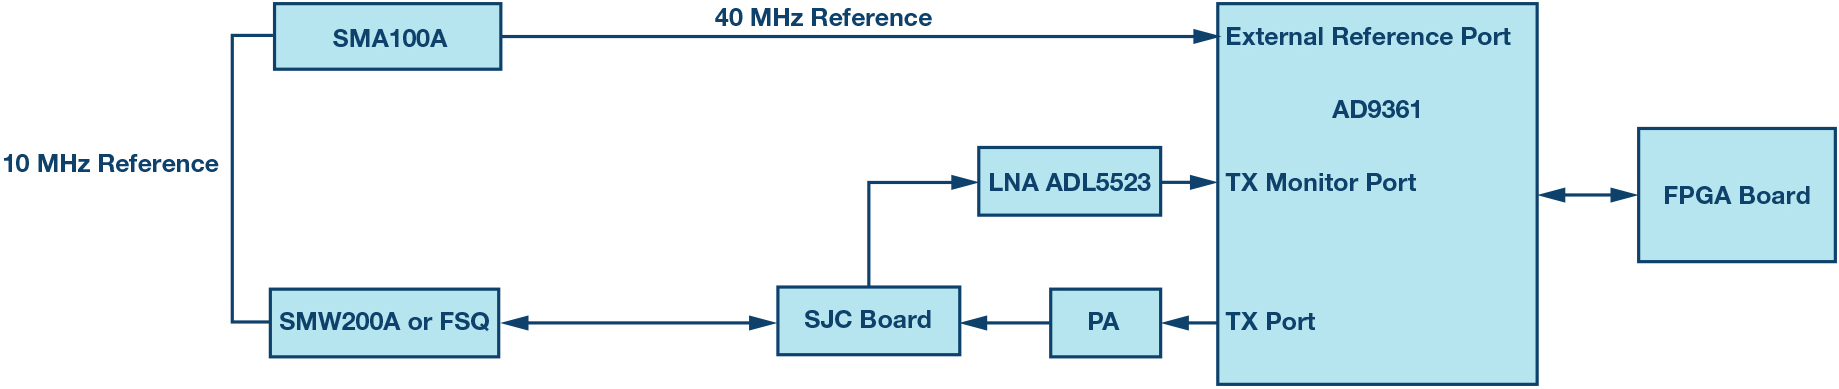 SMA100A
40 MHz Reference
External Reference Port
AD9361
10 MHz Reference
LNA ADL5523
TX Monitor Port
FPGA Board
SMW200A or FSQ
SJC Board
PA
TX Port